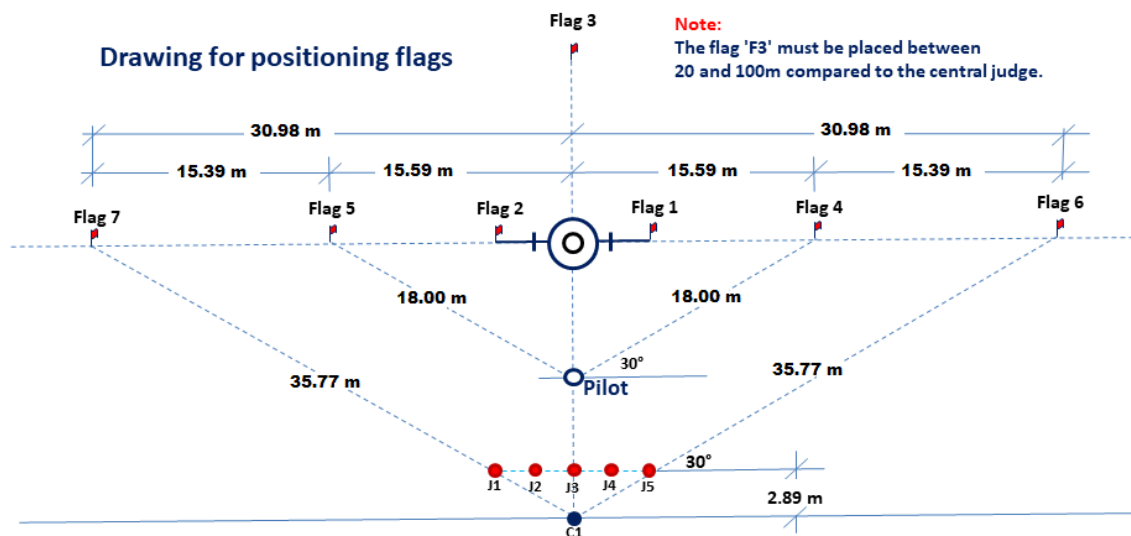 Flag 3
Note:
Drawing for positioning flags
The flag 'F3' must be placed between
20 and 100m compared to the central judge.
30.98 m
30.98 m
15.39 m
15.59 m
15.59 m
15.39 m
Flag 7
Flag 5
Flag 2
Flag 1
Flag 4
Flag 6
18.00 m
18.00 m
35.77 m
30°
35.77 m
Pilot
30°
J1
J2
J3
J4
J5
2.89 m
C1